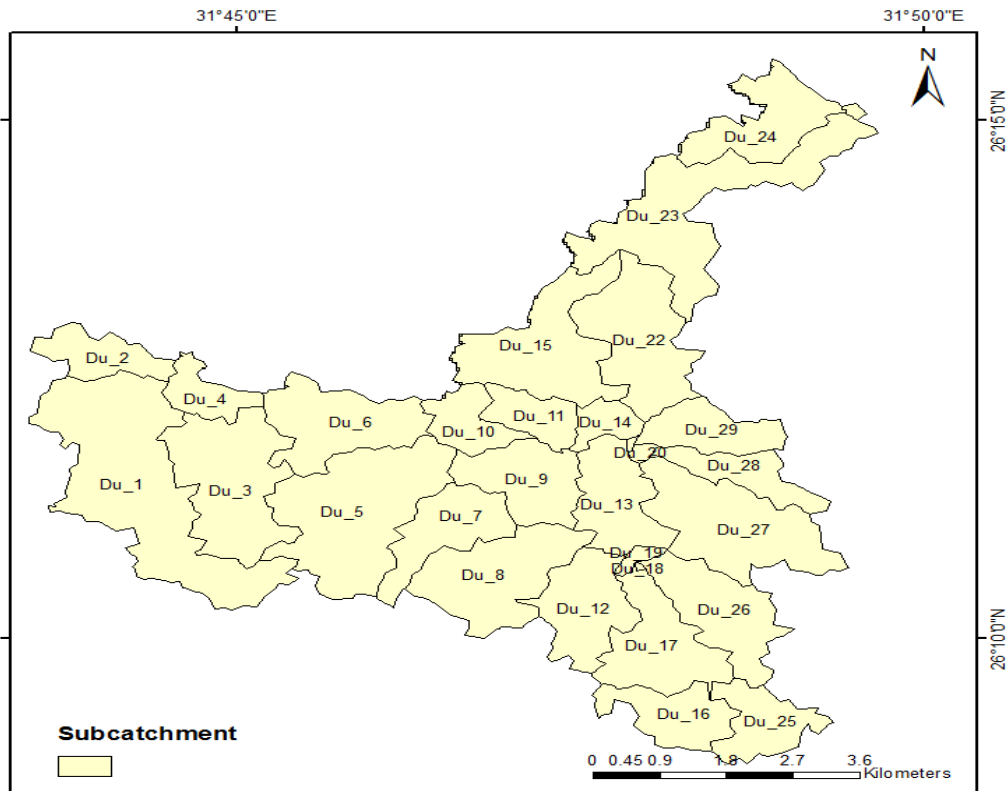 31°45'0"E 31°50'0"E
N
26°15'0"N
Du_24
Du_23
Du_22
Du_15
Du_2
Du_4
Du_6
Du_11
Du_14
Du_10
Du_29
Du_20
Du_28
Du_9
Du_1
Du_3
Du_13
Du_5
Du_7
Du_27
Du_19
Du_18
Du_8
Du_12
Du_26
Du_17
26°10'0"N
Du_16
Du_25
Subcatchment
0 0.45 0.9 1.8 2.7 3.6
Kilometers